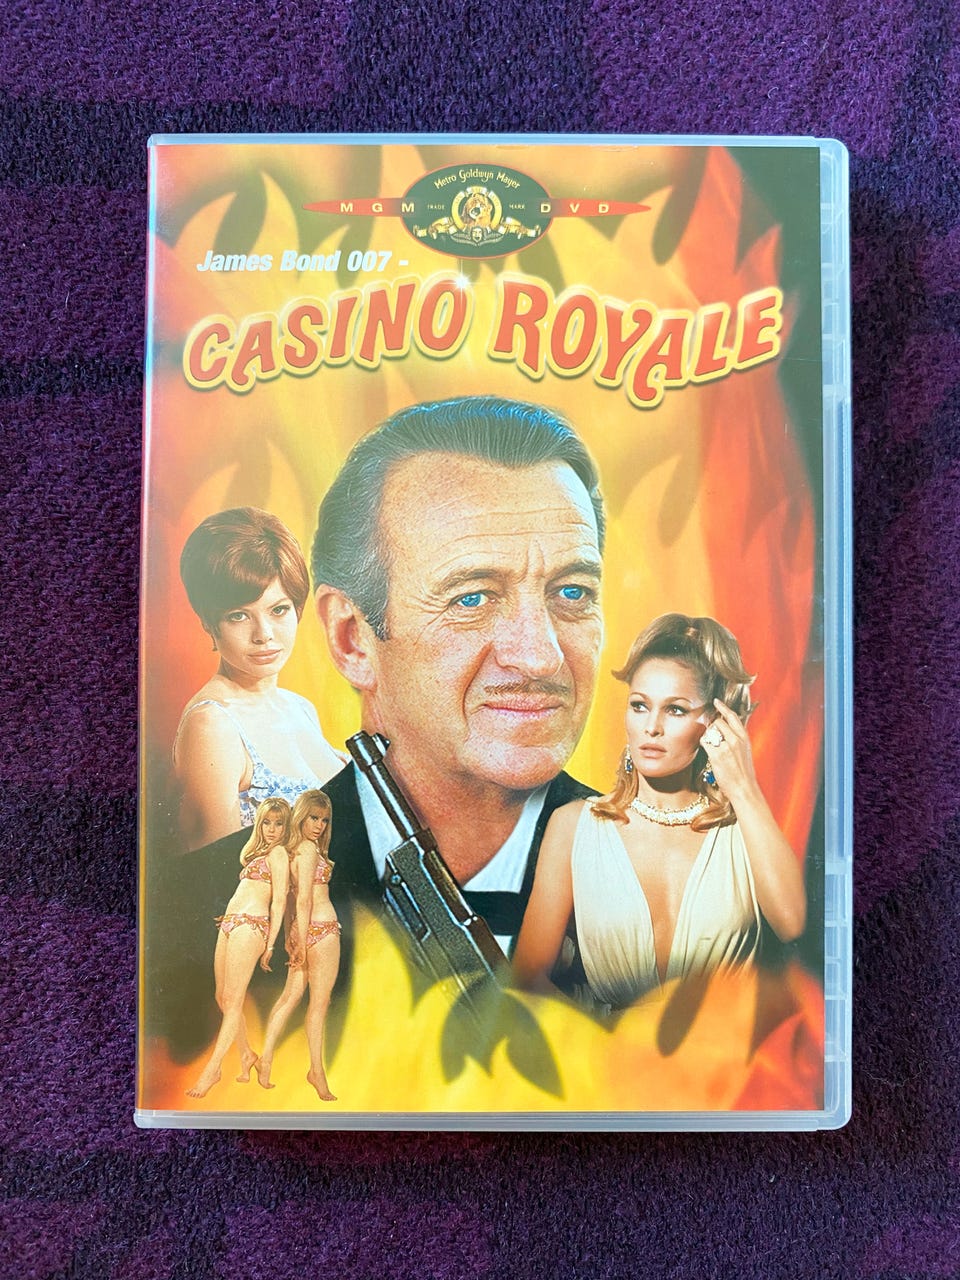 Metro Goldwyn Mayer
MGM TRADE MARK DVD
James Bond 007 -
CASINO ROYALE